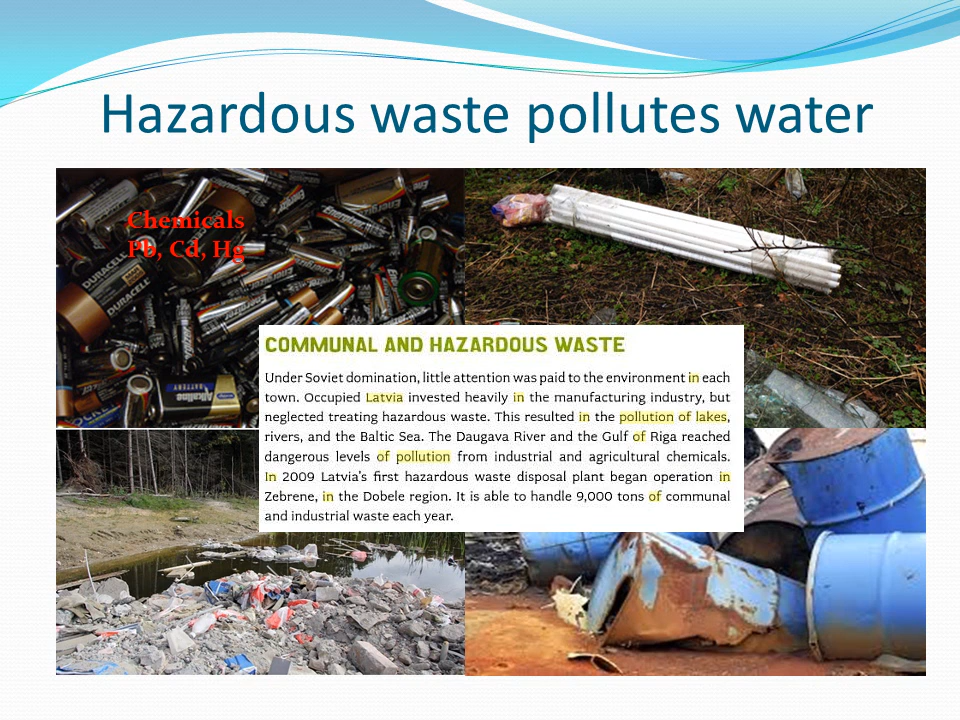 Hazardous waste pollutes water
Chemicals
Pb, Cd, Hg
Energizer
DURACELL
DURACELL
Alkaline
BATTERY
COMMUNAL AND HAZARDOUS WASTE
Under Soviet domination, little attention was paid to the environment in each
town. Occupied Latvia invested heavily in the manufacturing industry, but
neglected treating hazardous waste. This resulted in the pollution of lakes,
rivers, and the Baltic Sea. The Daugava River and the Gulf of Riga reached
dangerous levels of pollution from industrial and agricultural chemicals.
In 2009 Latvia's first hazardous waste disposal plant began operation in
Zebrene, in the Dobele region. It is able to handle 9,000 tons of communal
and industrial waste each year.